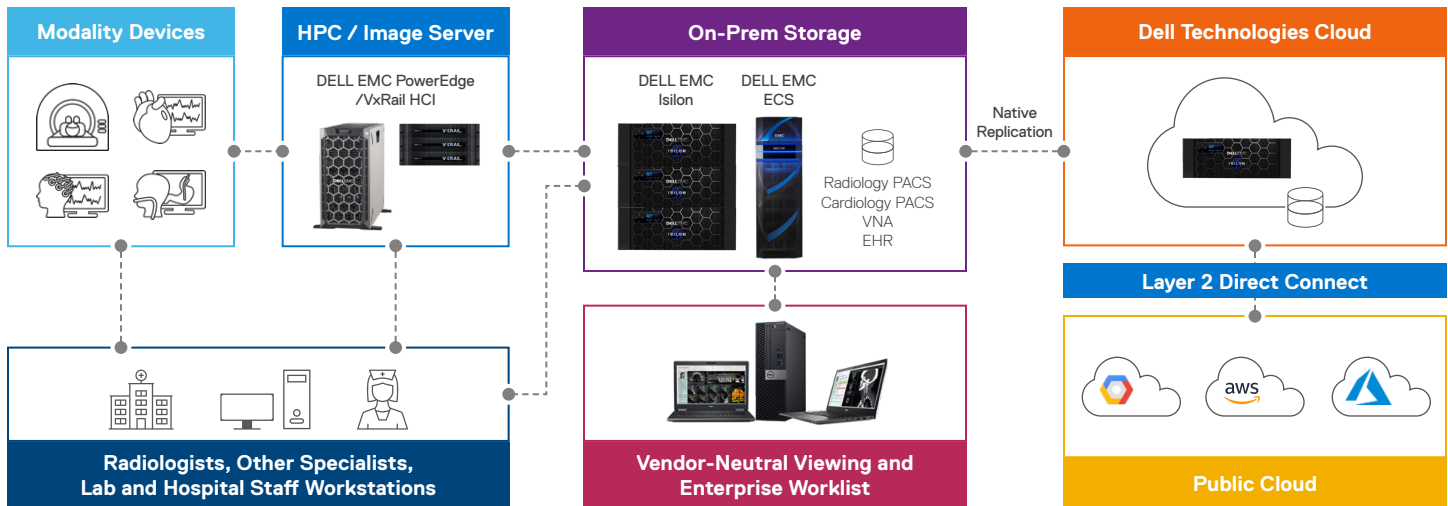 Modality Devices
HPC / Image Server
DELL EMC PowerEdge
/VxRail HCI
On-Prem Storage
DELL EMC
Isilon
DELL EMC
ECS
Radiology PACS
Cardiology PACS
VNA
EHR
Native
Replication
Dell Technologies Cloud
Layer 2 Direct Connect
aws
Public Cloud
Radiologists, Other Specialists,
Lab and Hospital Staff Workstations
Vendor-Neutral Viewing and
Enterprise Worklist